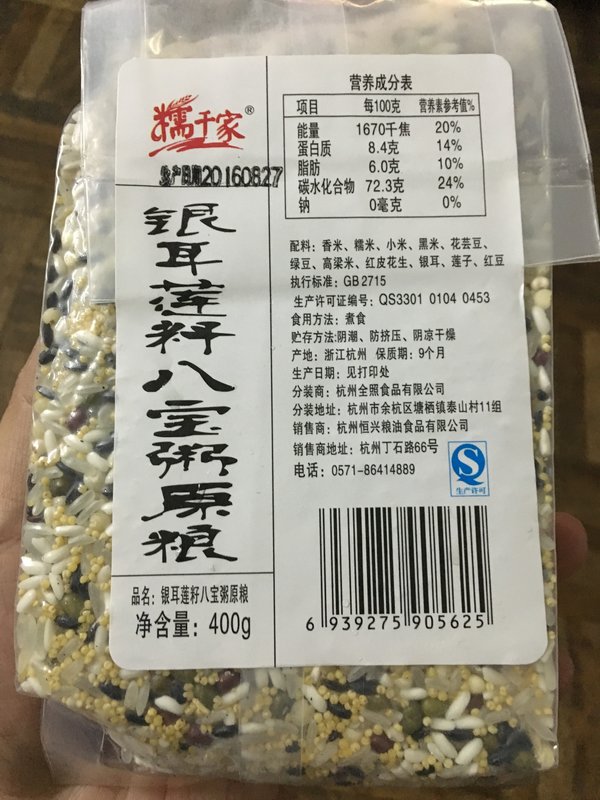 糯千家®
生产日期20160827
银耳莲籽八宝粥原粮
品名：银耳莲籽八宝粥原粮
净含量：400g
营养成分表
项目 每100克 营养素参考值%
能量 1670千焦 20%
蛋白质 8.4克 14%
脂肪 6.0克 10%
碳水化合物 72.3克 24%
钠 0毫克 0%
配料：香米、糯米、小米、黑米、花芸豆、
绿豆、高粱米、红皮花生、银耳、莲子、红豆
执行标准：GB 2715
生产许可证编号：QS3301 0104 0453
食用方法：煮食
贮存方法:阴潮、防挤压、阴凉干燥
产地：浙江杭州 保质期：9个月
生产日期：见打印处
分装商：杭州全照食品有限公司
分装地址：杭州市余杭区塘栖镇泰山村11组
销售商：杭州恒兴粮油食品有限公司
销售商地址：杭州丁石路66号
电话：0571-86414889
QS
生产许可
6 939275 905625